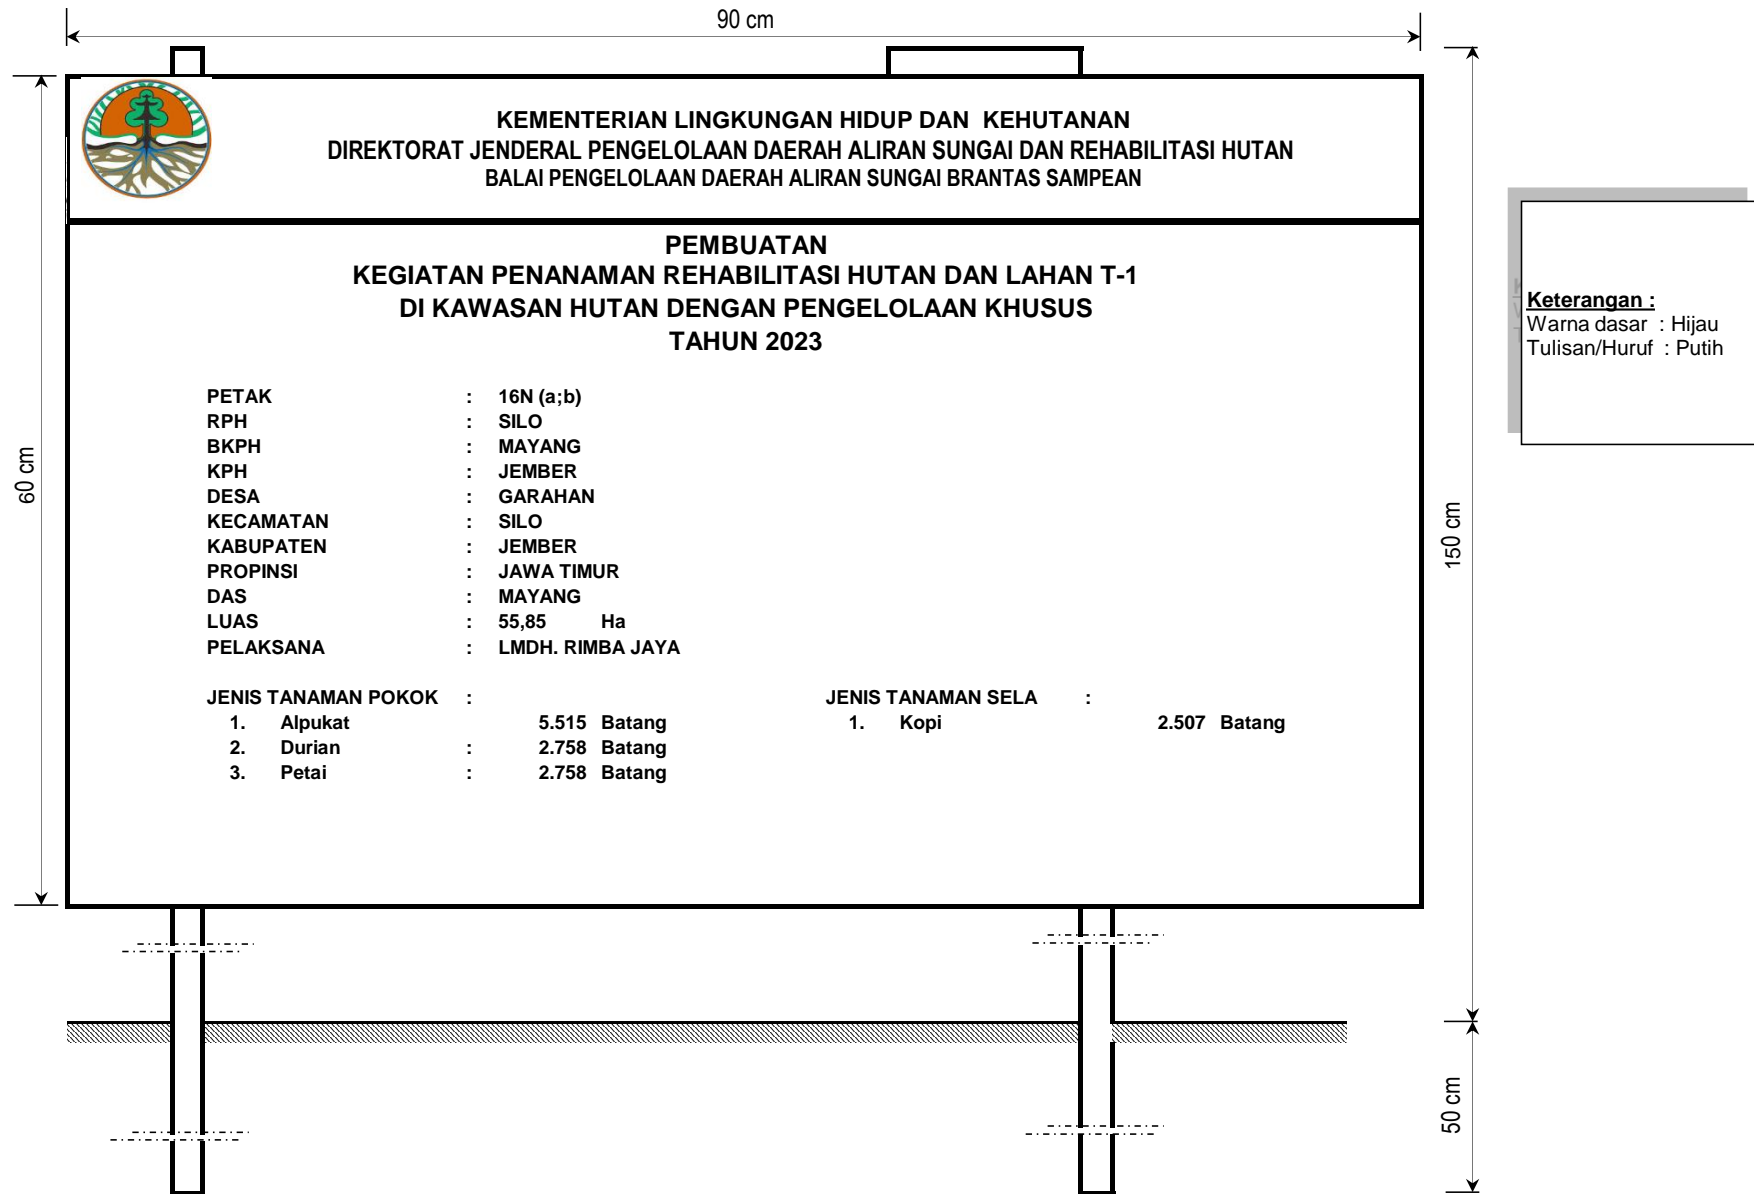 90 cm
KEMENTERIAN LINGKUNGAN HIDUP DAN KEHUTANAN
DIREKTORAT JENDERAL PENGELOLAAN DAERAH ALIRAN SUNGAI DAN REHABILITASI HUTAN
BALAI PENGELOLAAN DAERAH ALIRAN SUNGAI BRANTAS SAMPEAN
PEMBUATAN
KEGIATAN PENANAMAN REHABILITASI HUTAN DAN LAHAN T-1
DI KAWASAN HUTAN DENGAN PENGELOLAAN KHUSUS
TAHUN 2023
PETAK : 16N (a;b)
RPH : SILO
BKPH : MAYANG
KPH : JEMBER
DESA : GARAHAN
KECAMATAN : SILO
KABUPATEN : JEMBER
PROPINSI : JAWA TIMUR
DAS : MAYANG
LUAS : 55,85 Ha
PELAKSANA : LMDH. RIMBA JAYA
JENIS TANAMAN POKOK :
1. Alpukat 5.515 Batang
2. Durian : 2.758 Batang
3. Petai : 2.758 Batang
JENIS TANAMAN SELA :
1. Kopi 2.507 Batang
60 cm
150 cm
50 cm
Keterangan :
Warna dasar : Hijau
Tulisan/Huruf : Putih